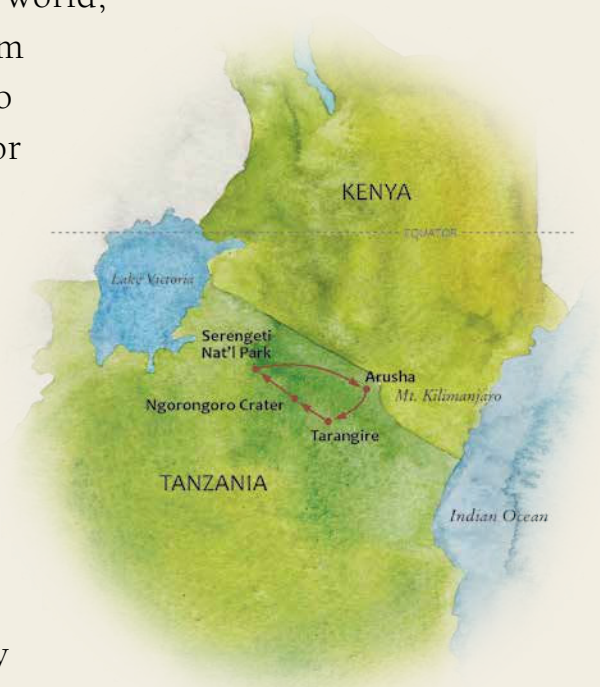 world,
m
o
or
KENYA
EQUATOR
Lake Victoria
Serengeti
Nat'l Park
Arusha
Mt. Kilimanjaro
Ngorongoro Crater
Tarangire
TANZANIA
Indian Ocean
y